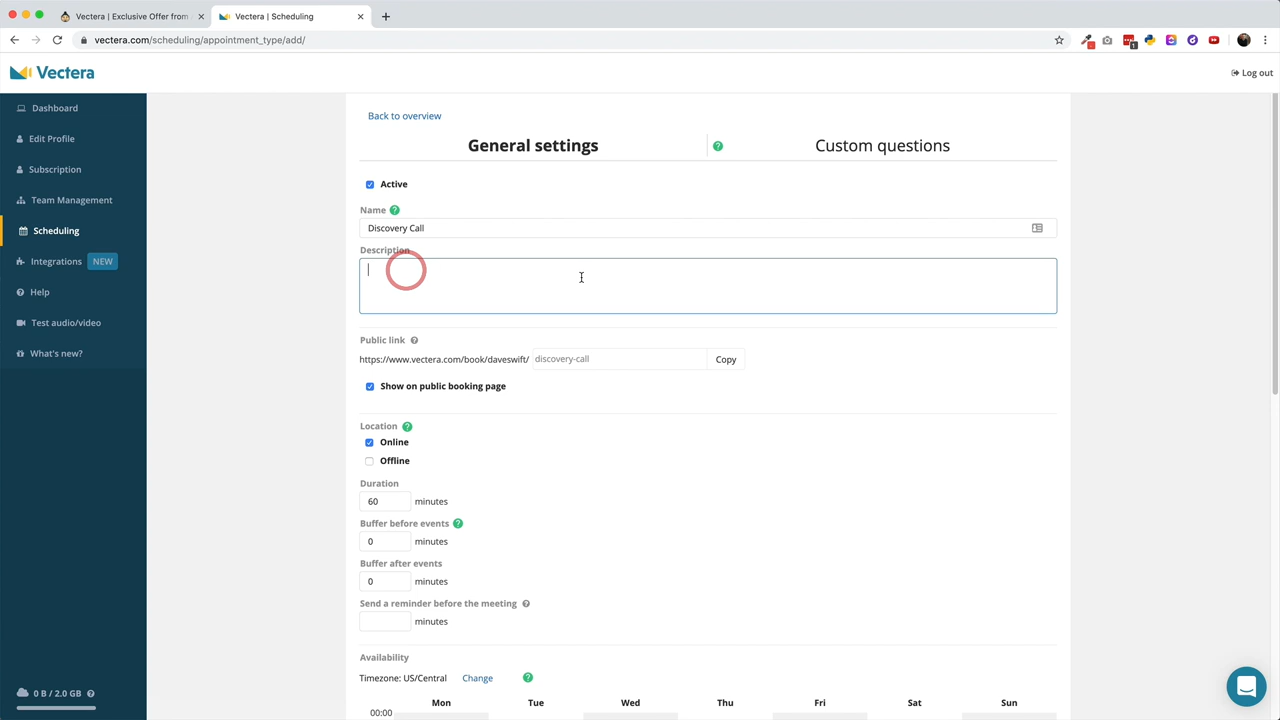 Vectera | Exclusive Offer from
Vectera | Scheduling
vectera.com/scheduling/appointment_type/add/
Vectera
Log out
Dashboard
Edit Profile
Subscription
Team Management
Scheduling
Integrations NEW
Help
Test audio/video
What's new?
0 B / 2.0 GB
Back to overview
General settings
Custom questions
Active
Name
Discovery Call
Description
Public link
https://www.vectera.com/book/daveswift/ discovery-call Copy
Show on public booking page
Location
Online
Offline
Duration
60 minutes
Buffer before events
0 minutes
Buffer after events
0 minutes
Send a reminder before the meeting
minutes
Availability
Timezone: US/Central Change
Mon Tue Wed Thu Fri Sat Sun
00:00